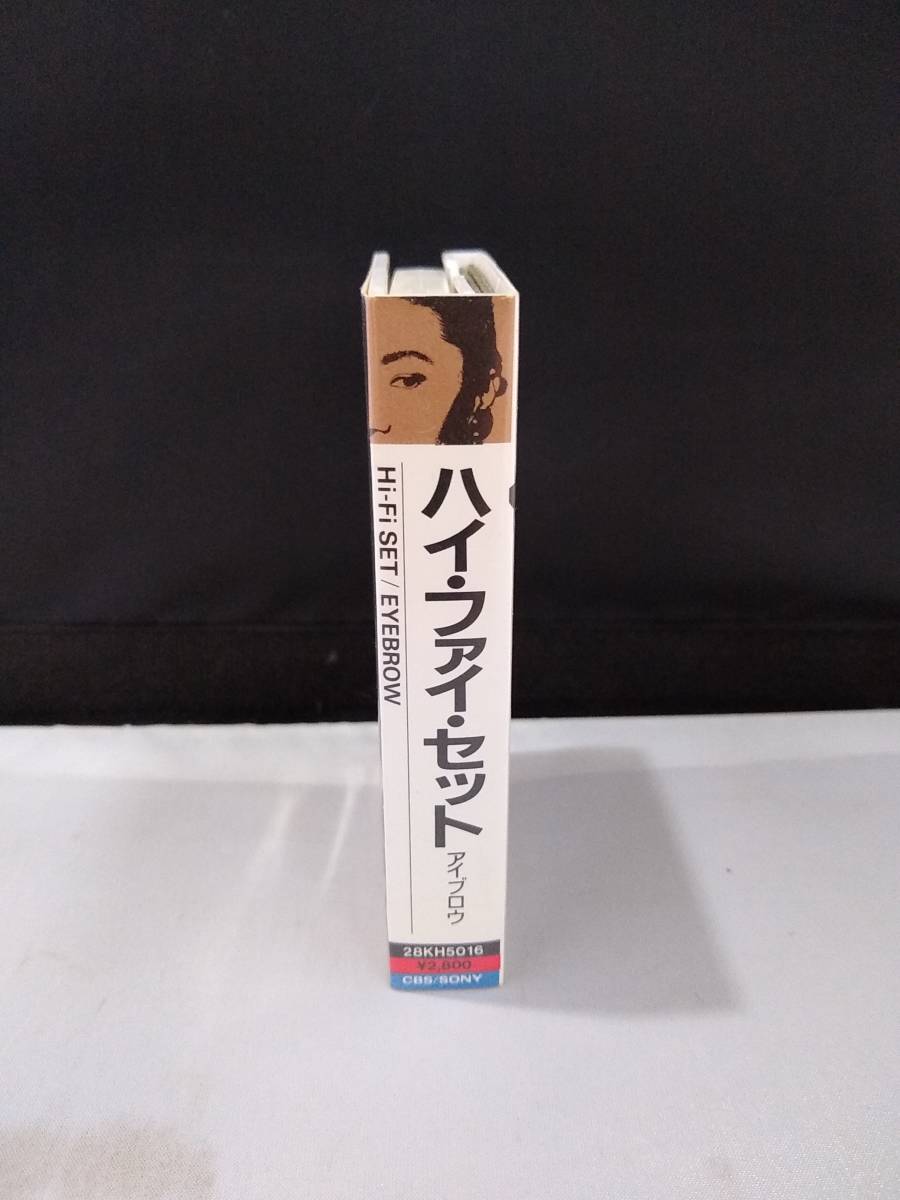 ハイ・ファイ・セット
アイブロウ
Hi-Fi SET / EYEBROW
28KH5016
¥2,800
CBS/SONY